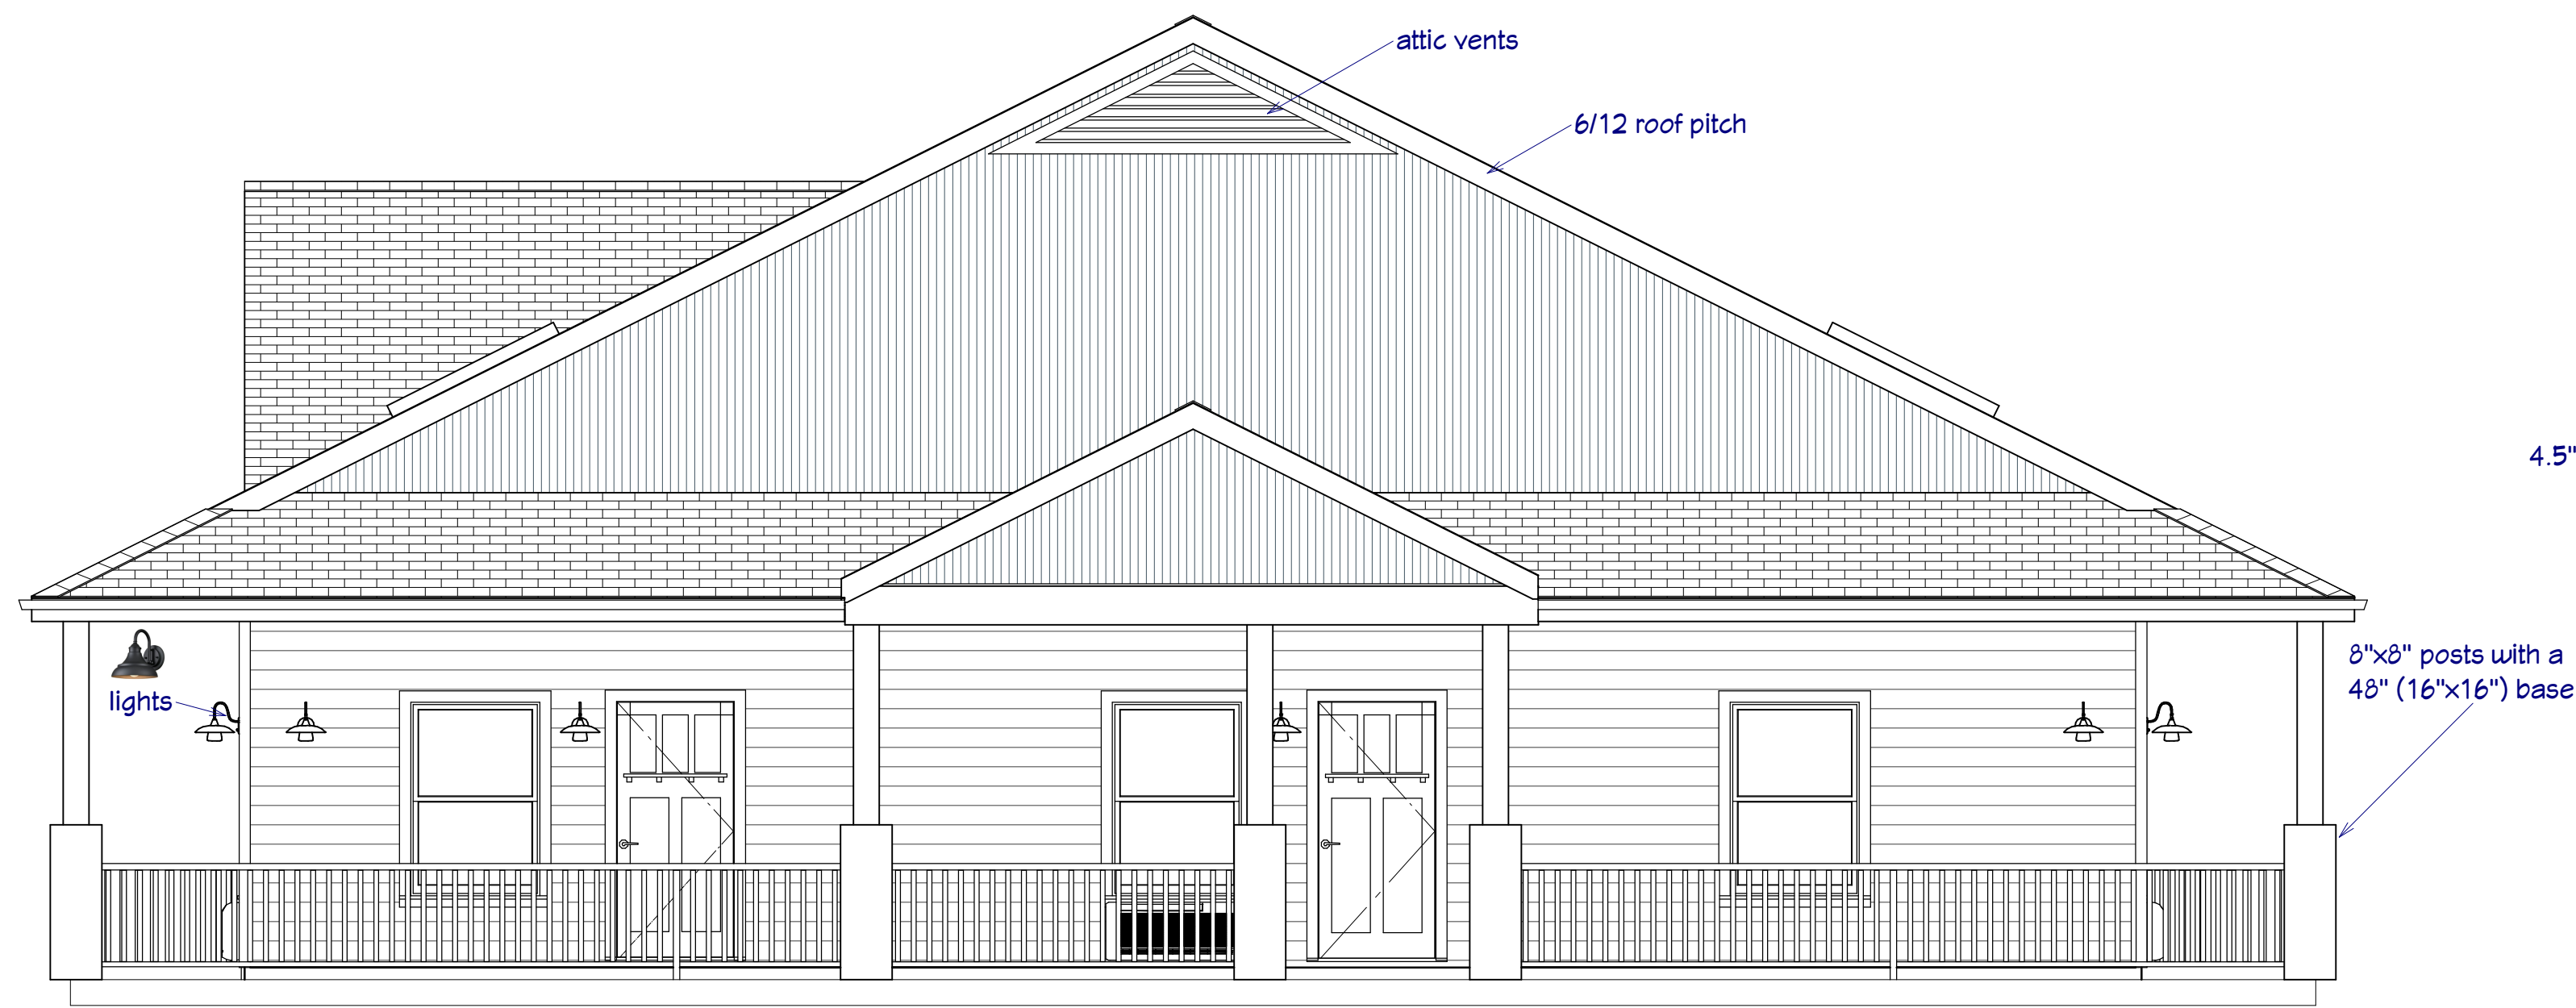 attic vents
6/12 roof pitch
4.5"
8"x8" posts with a
48" (16"x16") base
lights